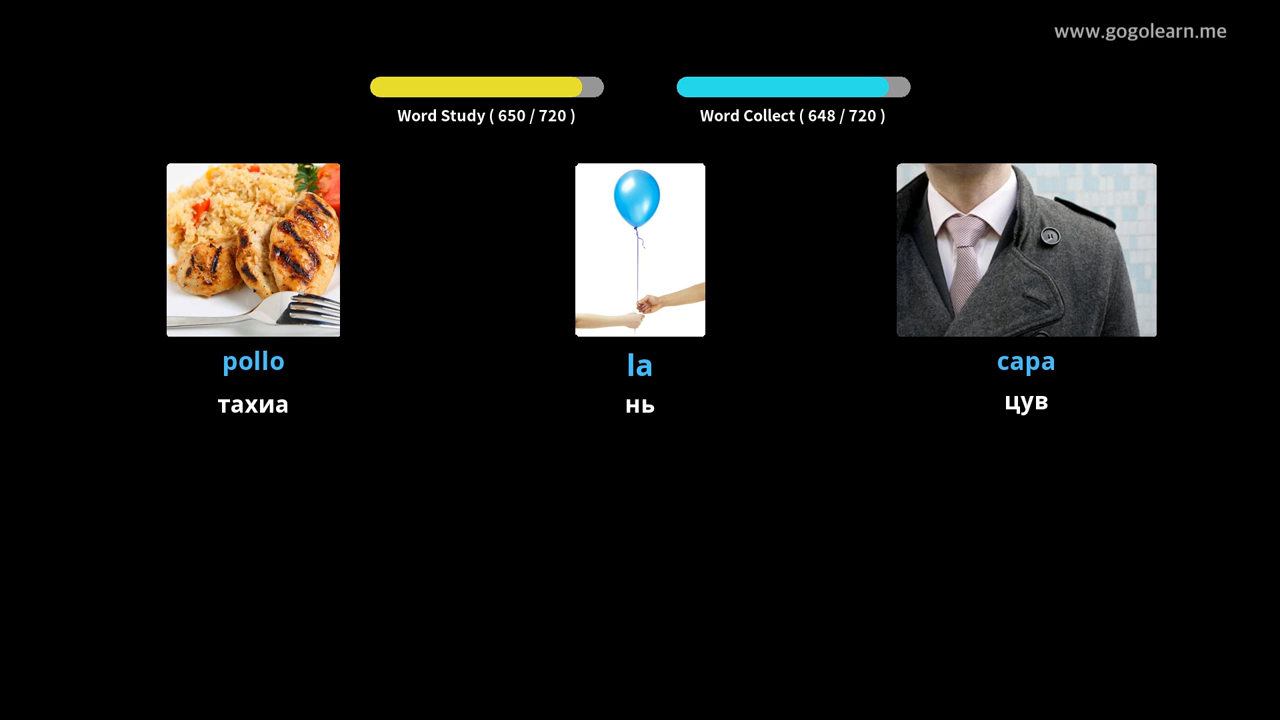 www.gogolearn.me
Word Study ( 650 / 720 )
Word Collect ( 648 / 720 )
pollo
la
capa
тахиа
нь
цув